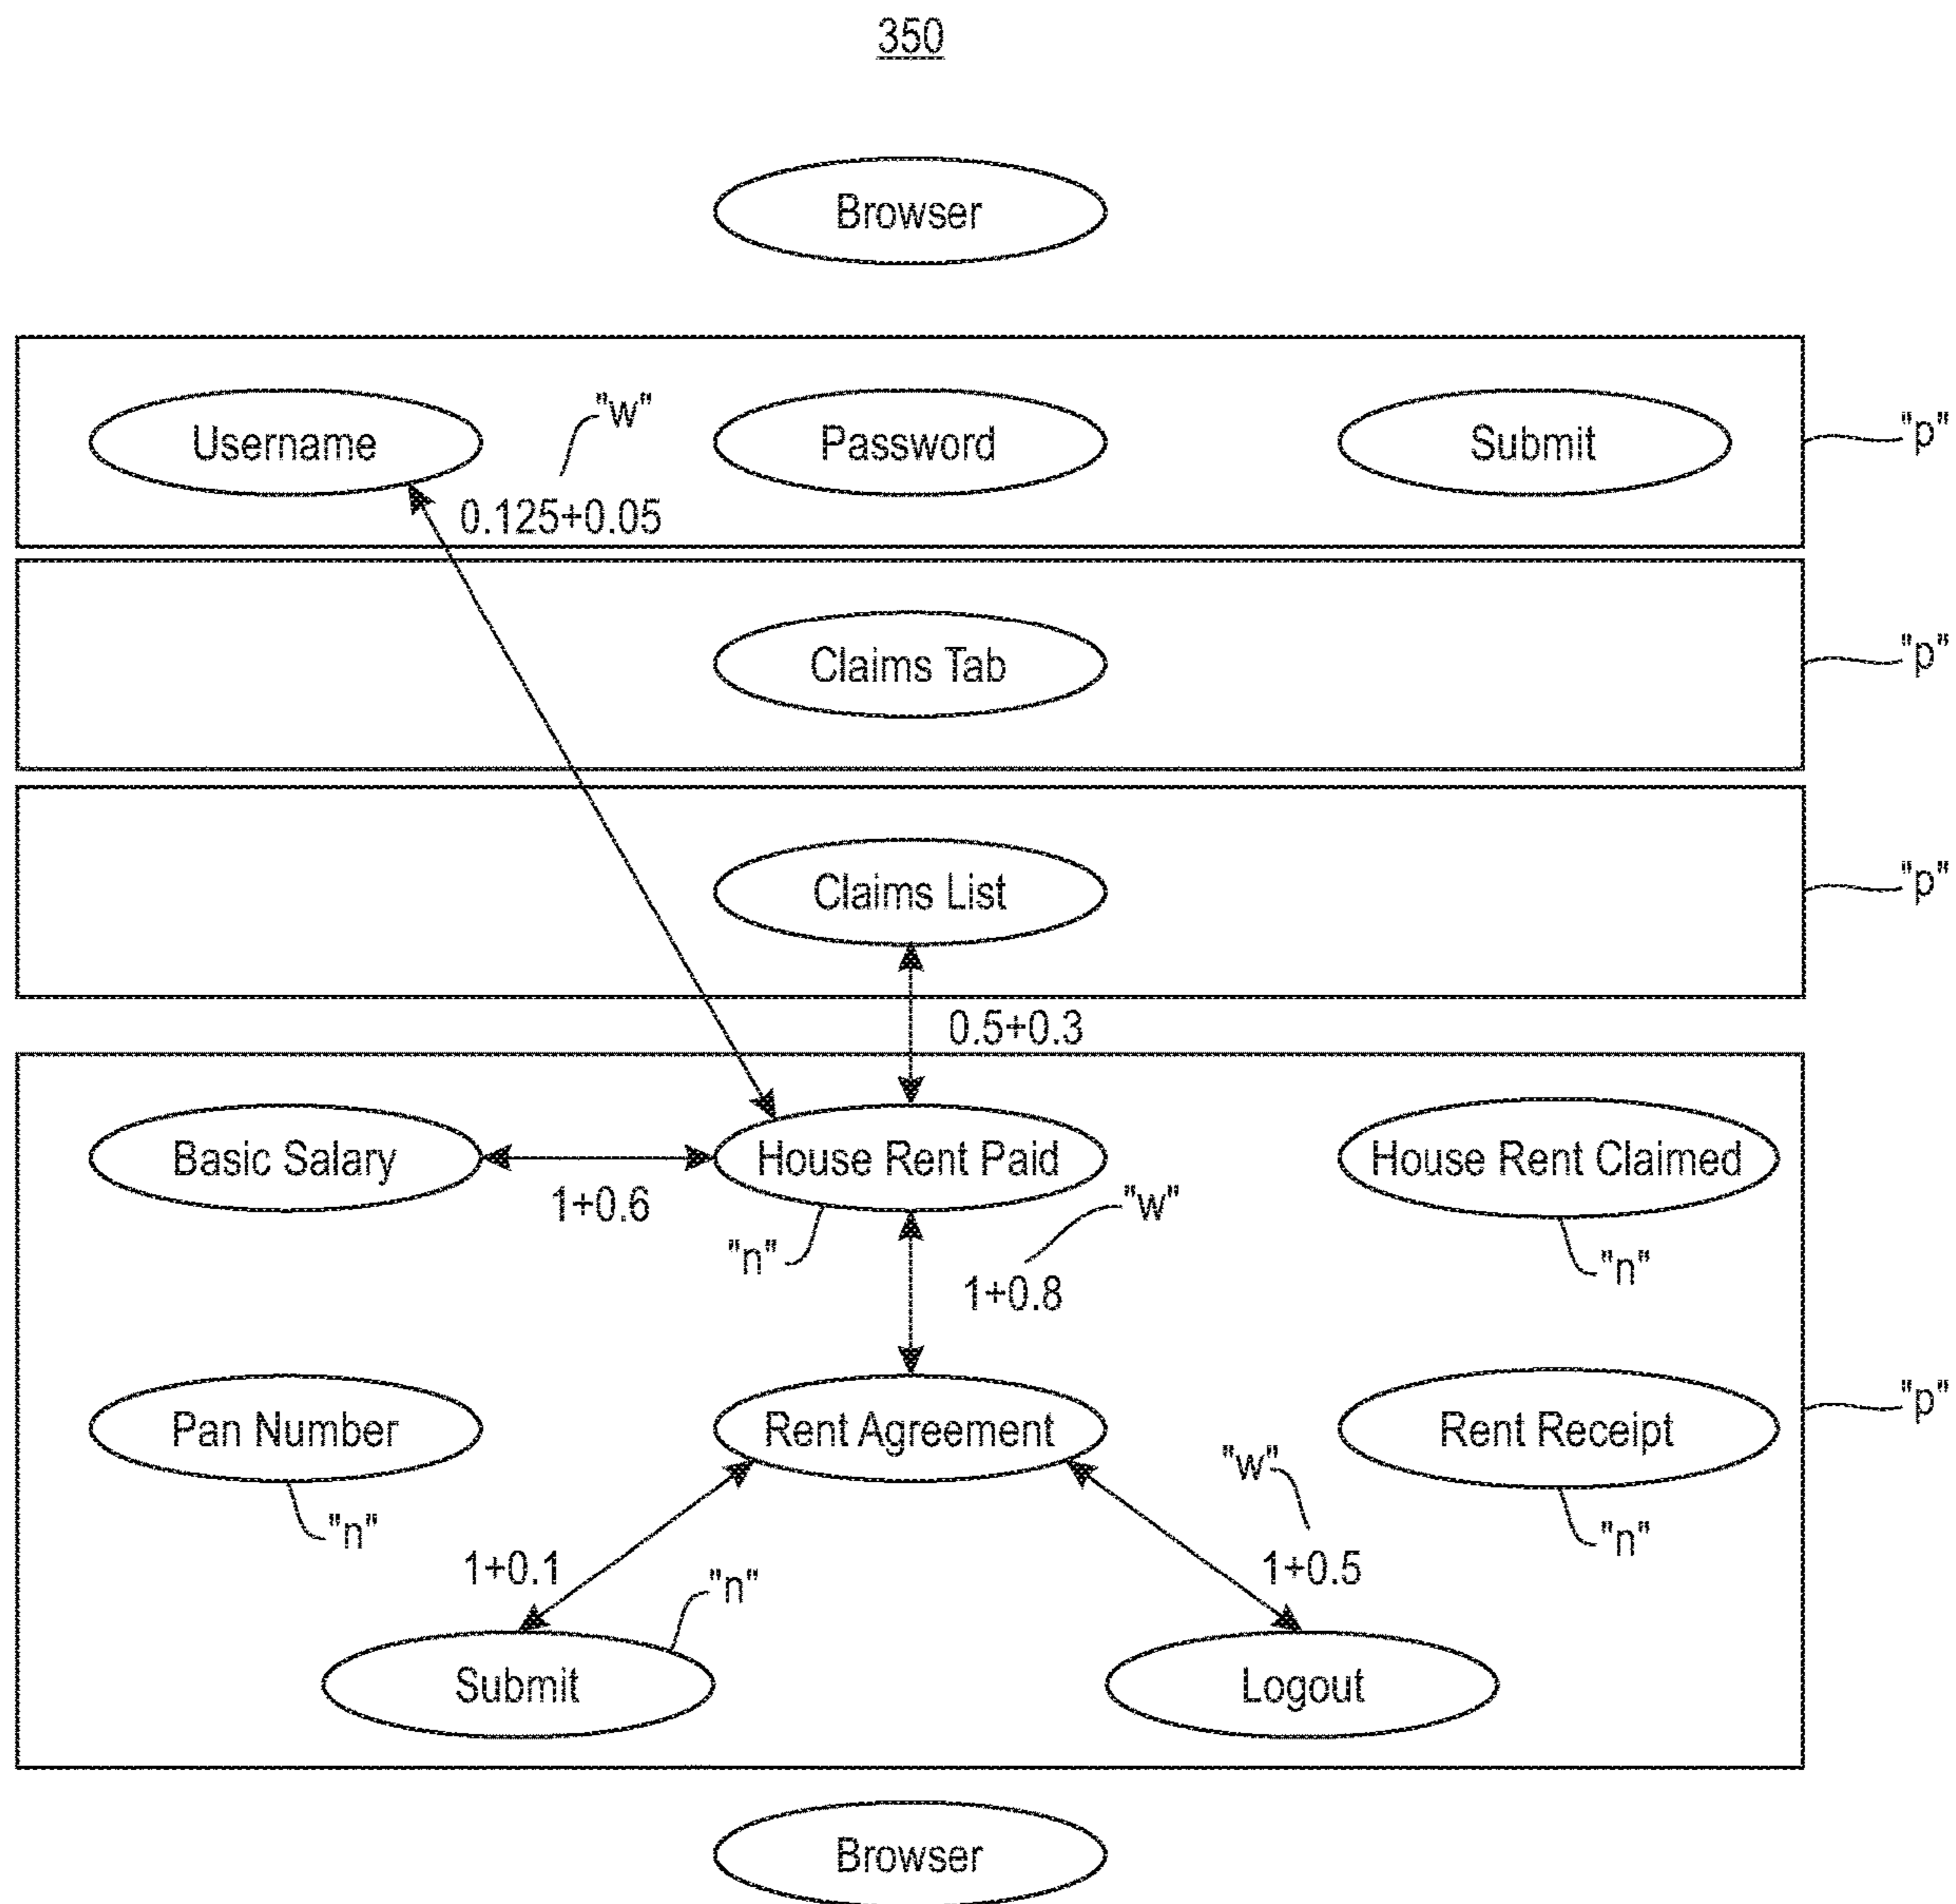 350
Browser
Username
"w"
Password
Submit
"p"
0.125+0.05
Claims Tab
"p"
Claims List
"p"
0.5+0.3
Basic Salary
House Rent Paid
House Rent Claimed
1+0.6
"w"
"n"
"n"
1+0.8
Pan Number
Rent Agreement
Rent Receipt
"p"
"w"
"n"
"n"
1+0.1
"n"
1+0.5
Submit
Logout
Browser